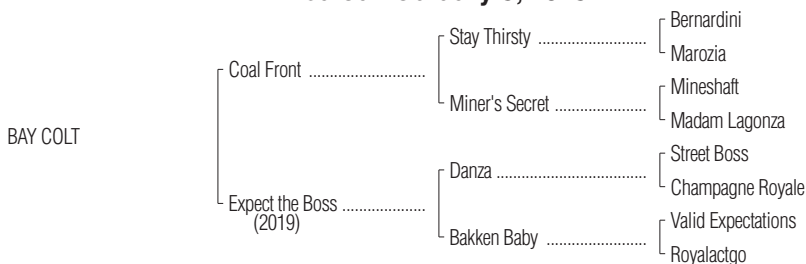 Bernardini
Stay Thirsty
Marozia
Coal Front
Mineshaft
Miner's Secret
Madam Lagonza
BAY COLT
Street Boss
Danza
Champagne Royale
Expect the Boss
(2019)
Valid Expectations
Bakken Baby
Royalactgo